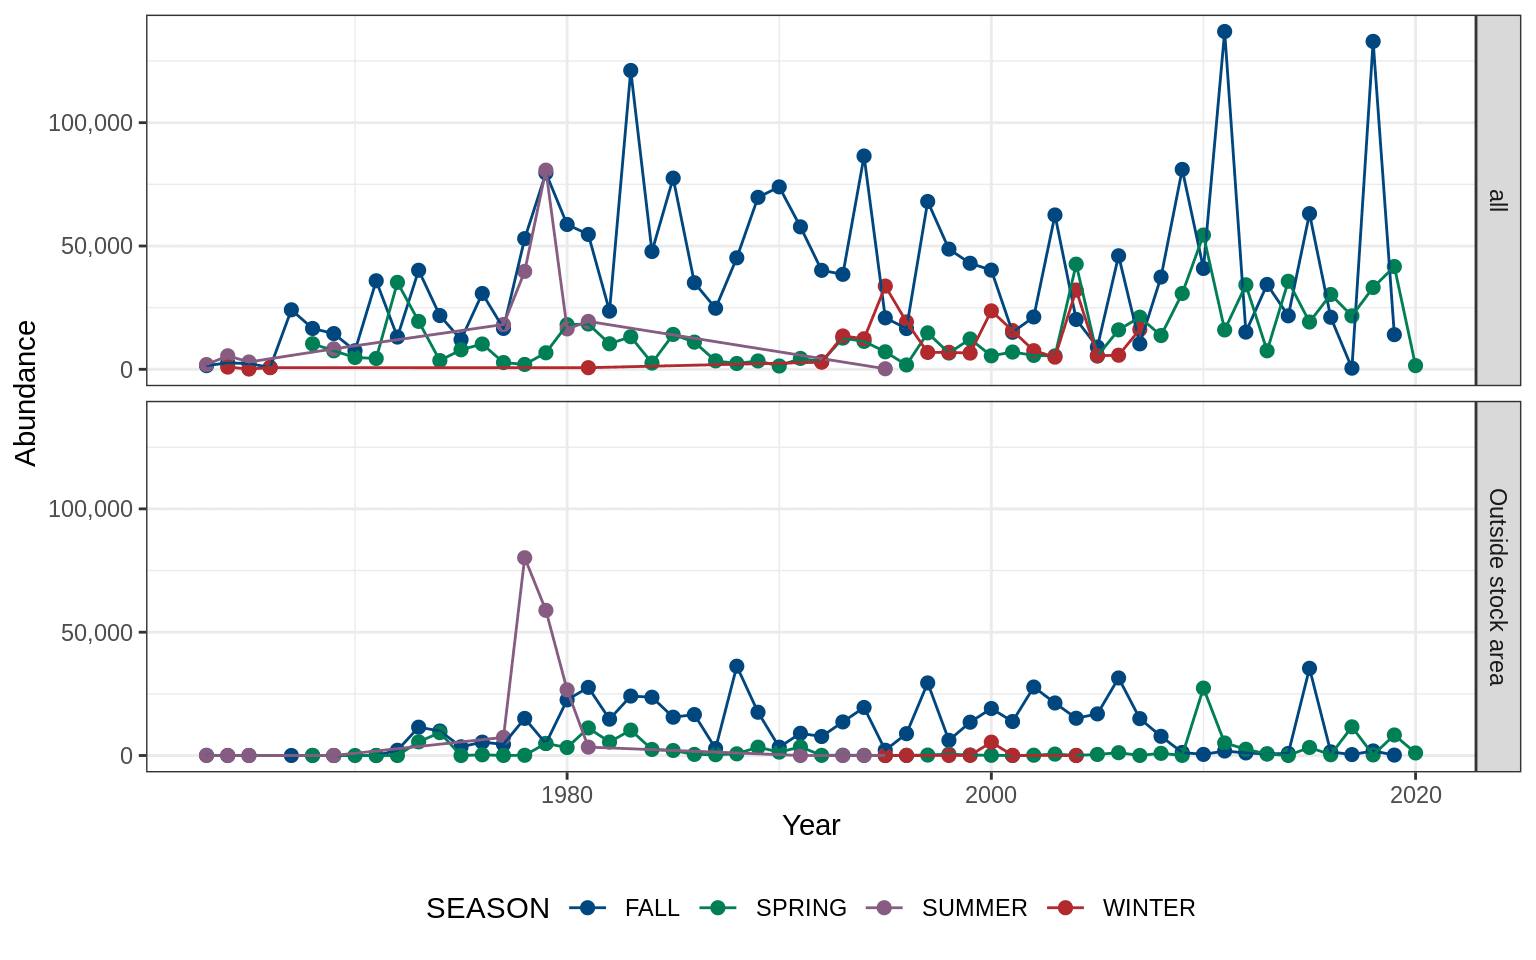 100,000
50,000
0
all
100,000
50,000
0
Outside stock area
Abundance
1980
2000
2020
Year
SEASON FALL SPRING SUMMER WINTER